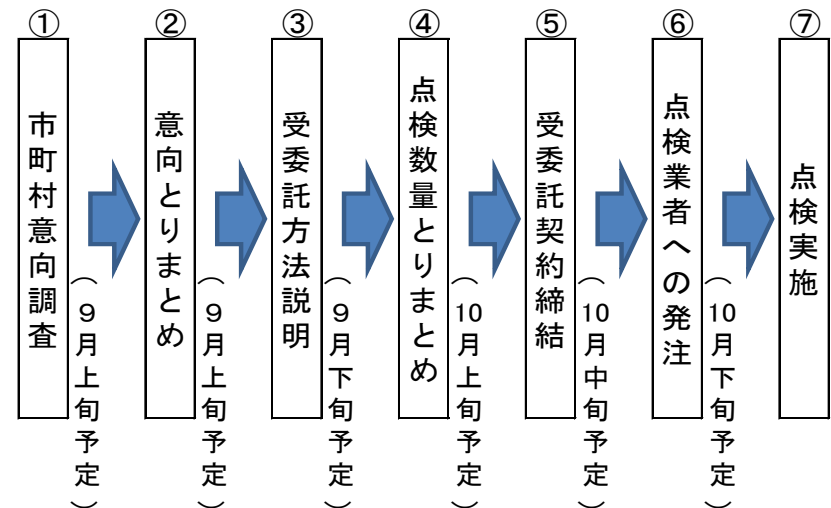 ①
市町村意向調査
（９月上旬予定）
②
意向とりまとめ
（９月上旬予定）
③
受委託方法説明
（９月下旬予定）
④
点検数量とりまとめ
（10月上旬予定）
⑤
受委託契約締結
（10月中旬予定）
⑥
点検業者への発注
（10月下旬予定）
⑦
点検実施